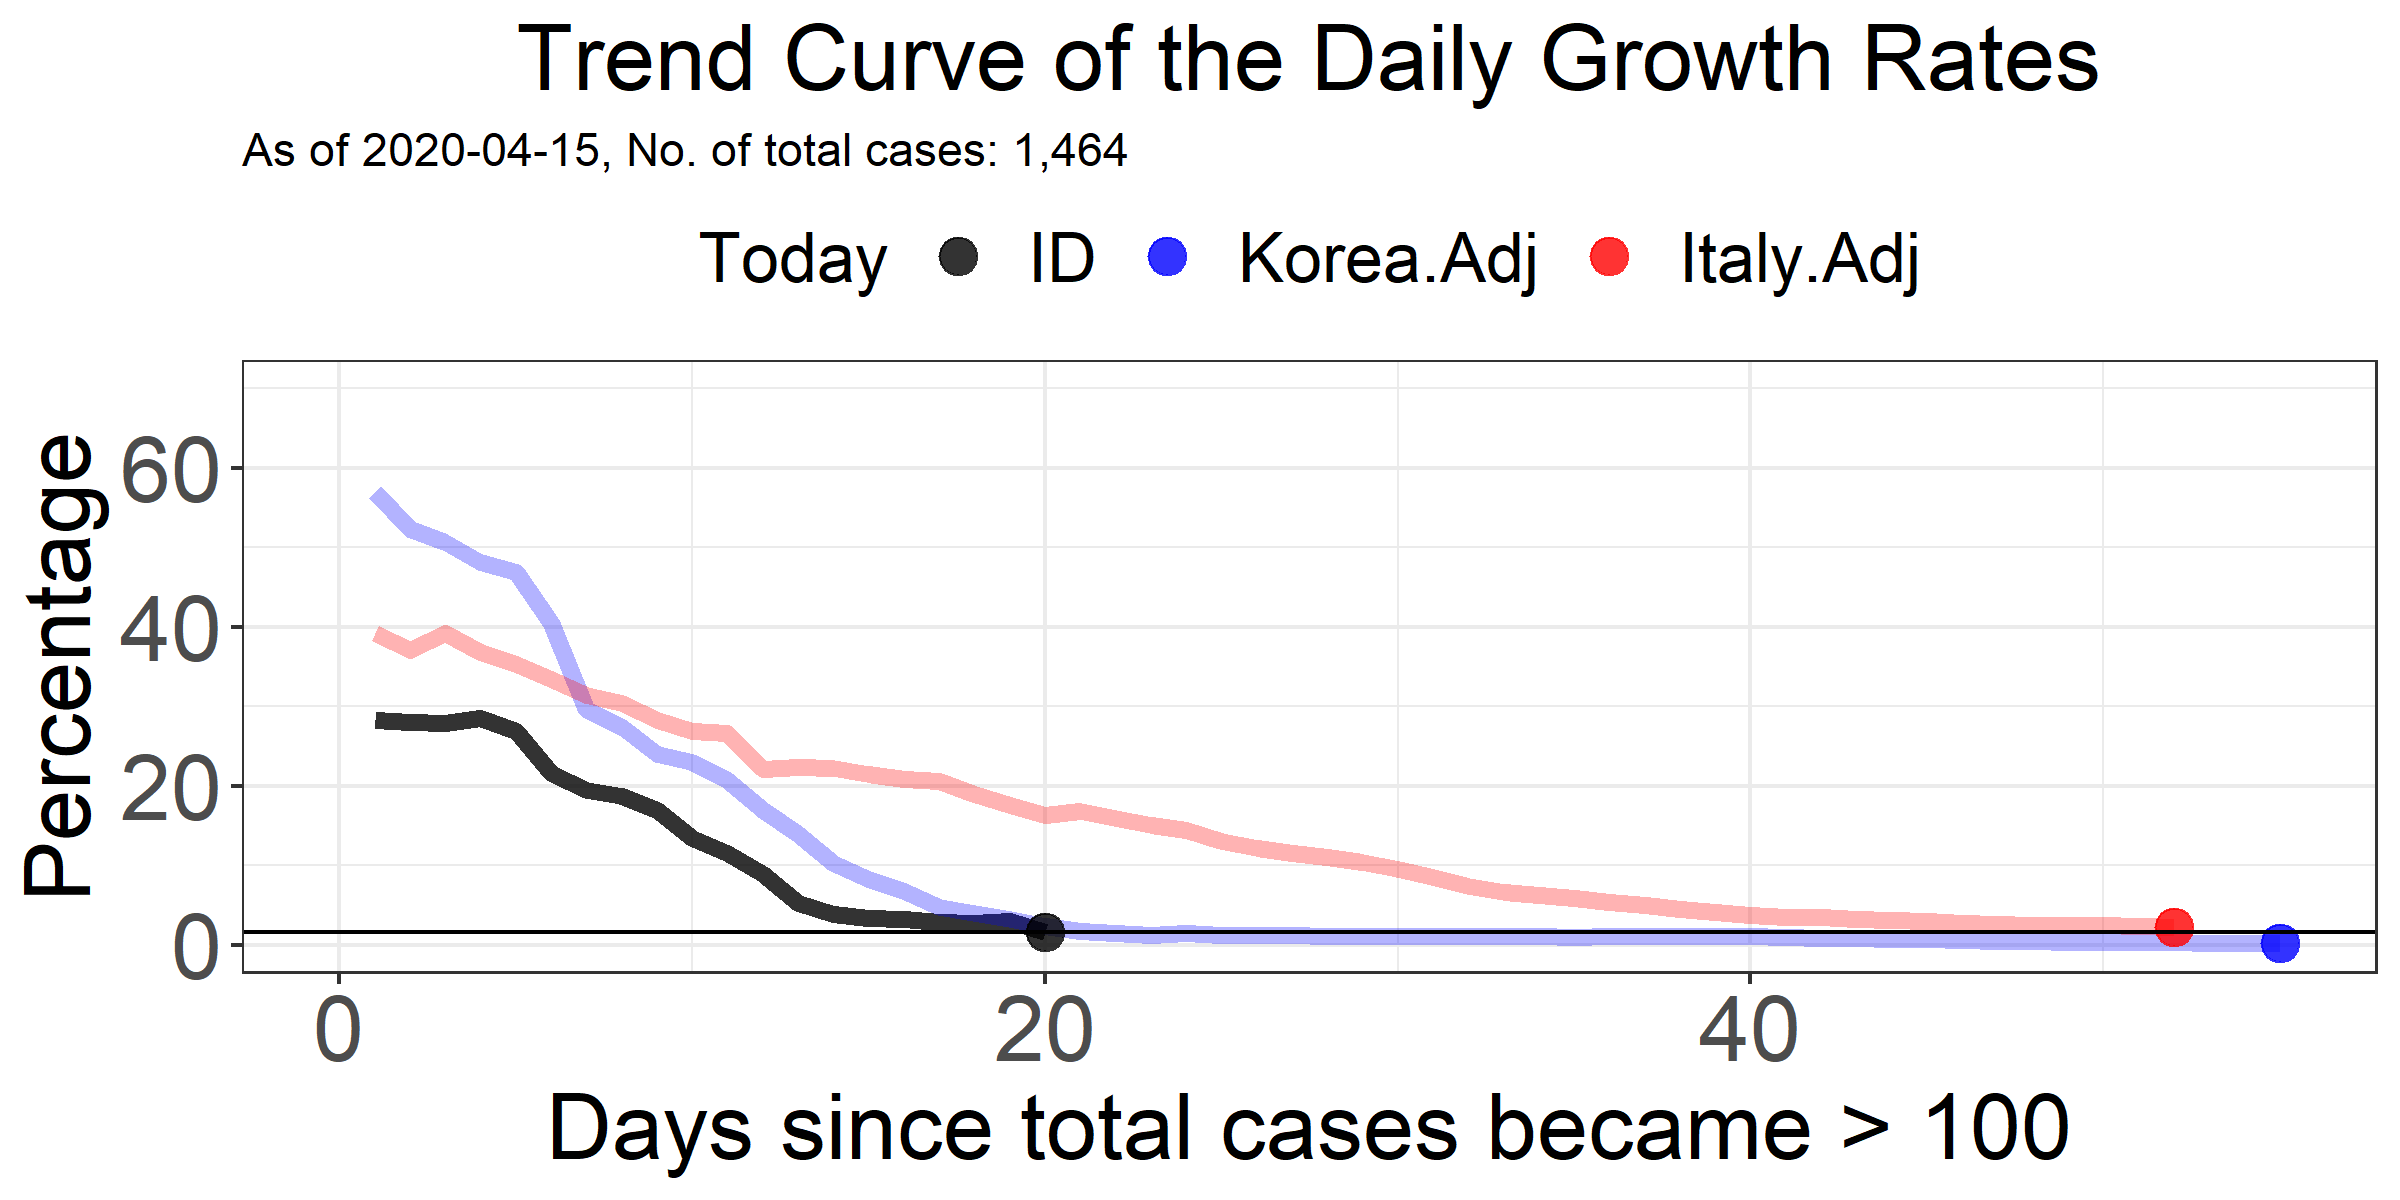 Trend Curve of the Daily Growth Rates
As of 2020-04-15, No. of total cases: 1,464
Today ID Korea.Adj Italy.Adj
Percentage
60
40
20
0
0 20 40
Days since total cases became > 100